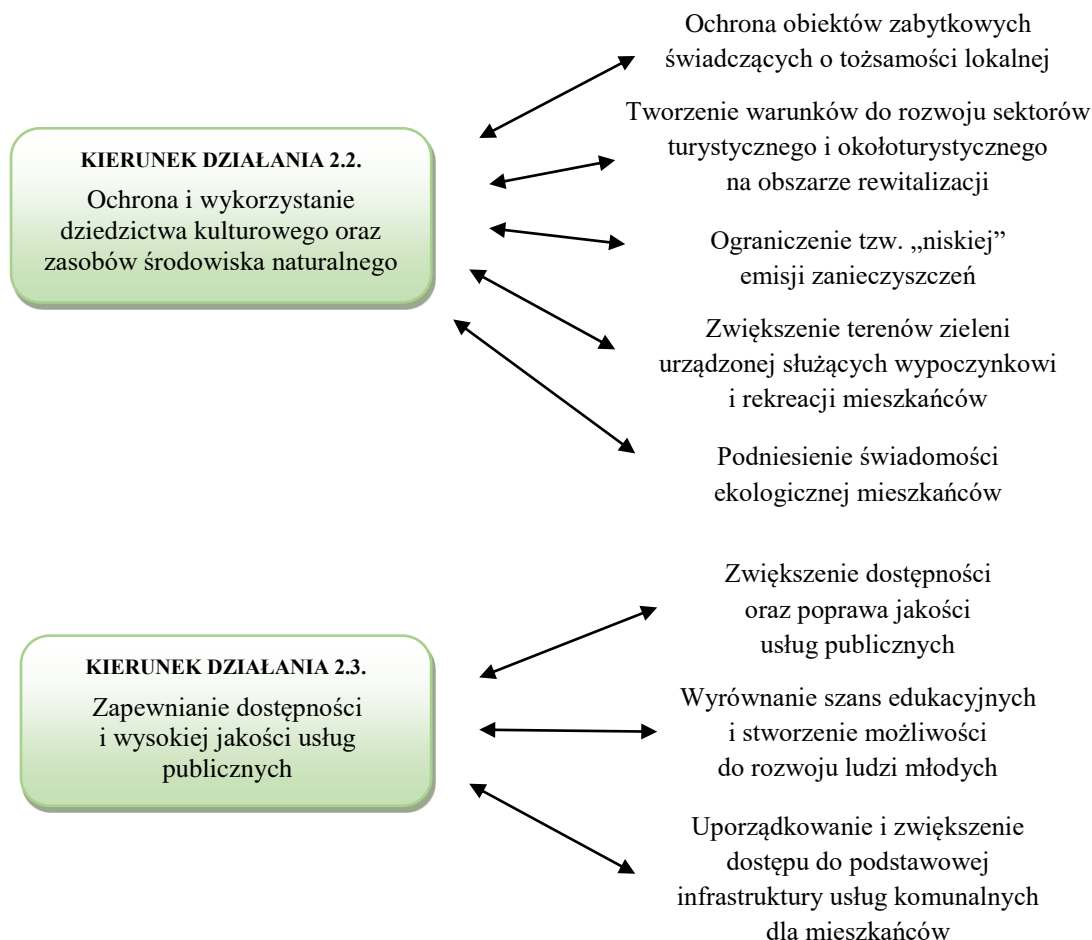 KIERUNEK DZIAŁANIA 2.2.
Ochrona i wykorzystanie
dziedzictwa kulturowego oraz
zasobów środowiska naturalnego
Ochrona obiektów zabytkowych
świadczących o tożsamości lokalnej
Tworzenie warunków do rozwoju sektorów
turystycznego i okołoturystycznego
na obszarze rewitalizacji
Ograniczenie tzw. „niskiej”
emisji zanieczyszczeń
Zwiększenie terenów zieleni
urządzonej służących wypoczynkowi
i rekreacji mieszkańców
Podniesienie świadomości
ekologicznej mieszkańców
KIERUNEK DZIAŁANIA 2.3.
Zapewnianie dostępności
i wysokiej jakości usług
publicznych
Zwiększenie dostępności
oraz poprawa jakości
usług publicznych
Wyrównanie szans edukacyjnych
i stworzenie możliwości
do rozwoju ludzi młodych
Uporządkowanie i zwiększenie
dostępu do podstawowej
infrastruktury usług komunalnych
dla mieszkańców